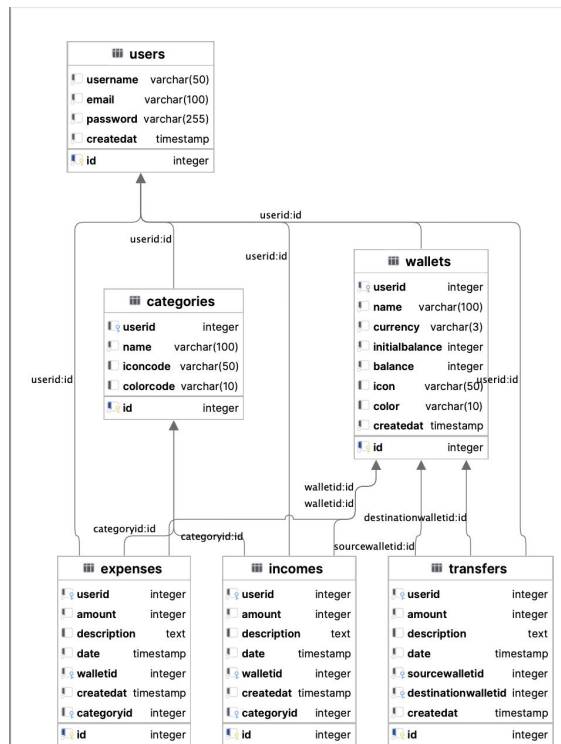 users
username varchar(50)
email varchar(100)
password varchar(255)
createdat timestamp
id integer
userid:id
userid:id
userid:id
wallets
userid integer
name varchar(100)
currency varchar(3)
initialbalance integer
balance integer
icon varchar(50)
color varchar(10)
createdat timestamp
id integer
categories
userid integer
name varchar(100)
iconcode varchar(50)
colorcode varchar(10)
id integer
userid:id
userid:id
walletid:id
walletid:id
destinationwalletid:id
categoryid:id
categoryid:id
sourcewalletid:id
expenses
userid integer
amount integer
description text
date timestamp
walletid integer
createdat timestamp
categoryid integer
id integer
incomes
userid integer
amount integer
description text
date timestamp
walletid integer
createdat timestamp
categoryid integer
id integer
transfers
userid integer
amount integer
description text
date timestamp
sourcewalletid integer
destinationwalletid integer
createdat timestamp
id integer